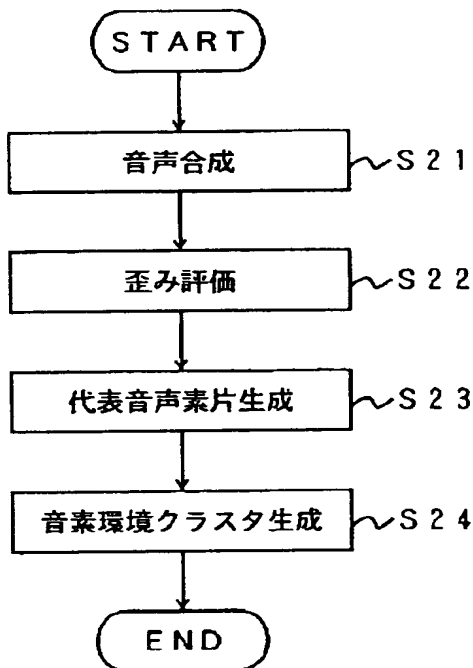 START
音声合成 S21
歪み評価 S22
代表音声素片生成 S23
音素環境クラスタ生成 S24
END